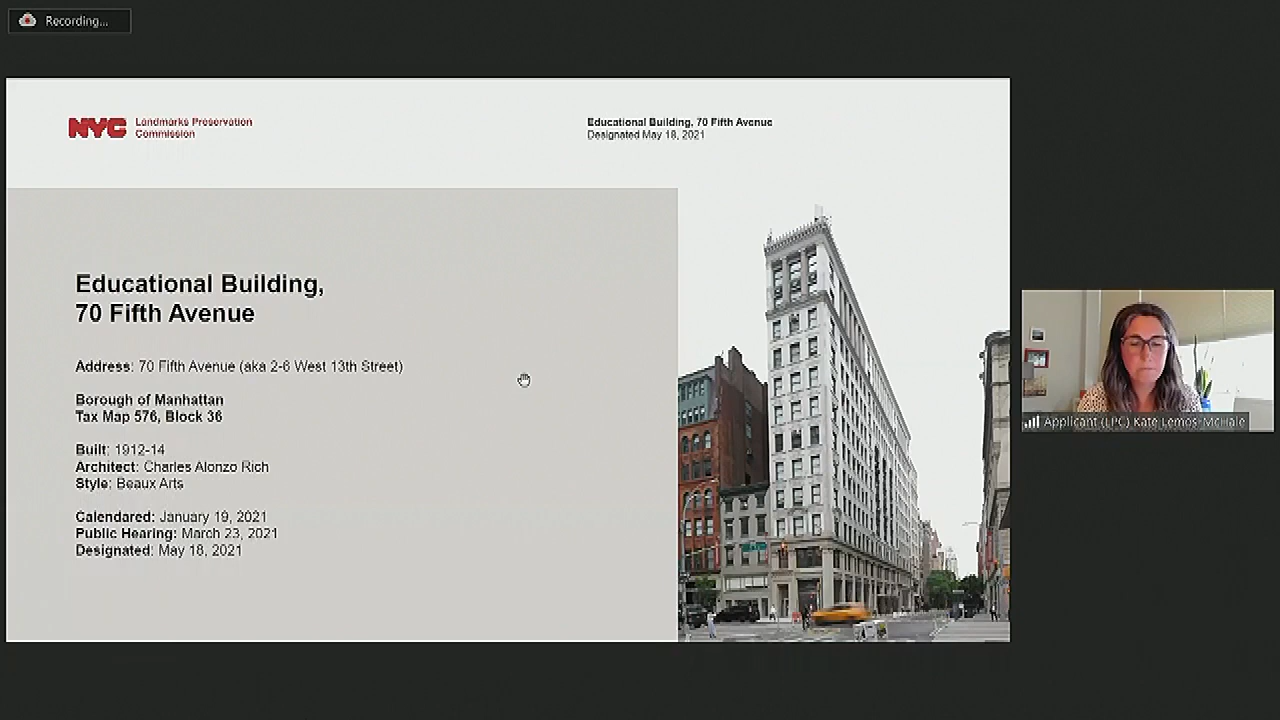 Recording...
NYC Landmarks Preservation
Commission
Educational Building, 70 Fifth Avenue
Designated May 18, 2021
Educational Building,
70 Fifth Avenue
Address: 70 Fifth Avenue (aka 2-6 West 13th Street)
Borough of Manhattan
Tax Map 576, Block 36
Built: 1912-14
Architect: Charles Alonzo Rich
Style: Beaux Arts
Calendared: January 19, 2021
Public Hearing: March 23, 2021
Designated: May 18, 2021
Applicant (LPC) Kate Lemos McHale